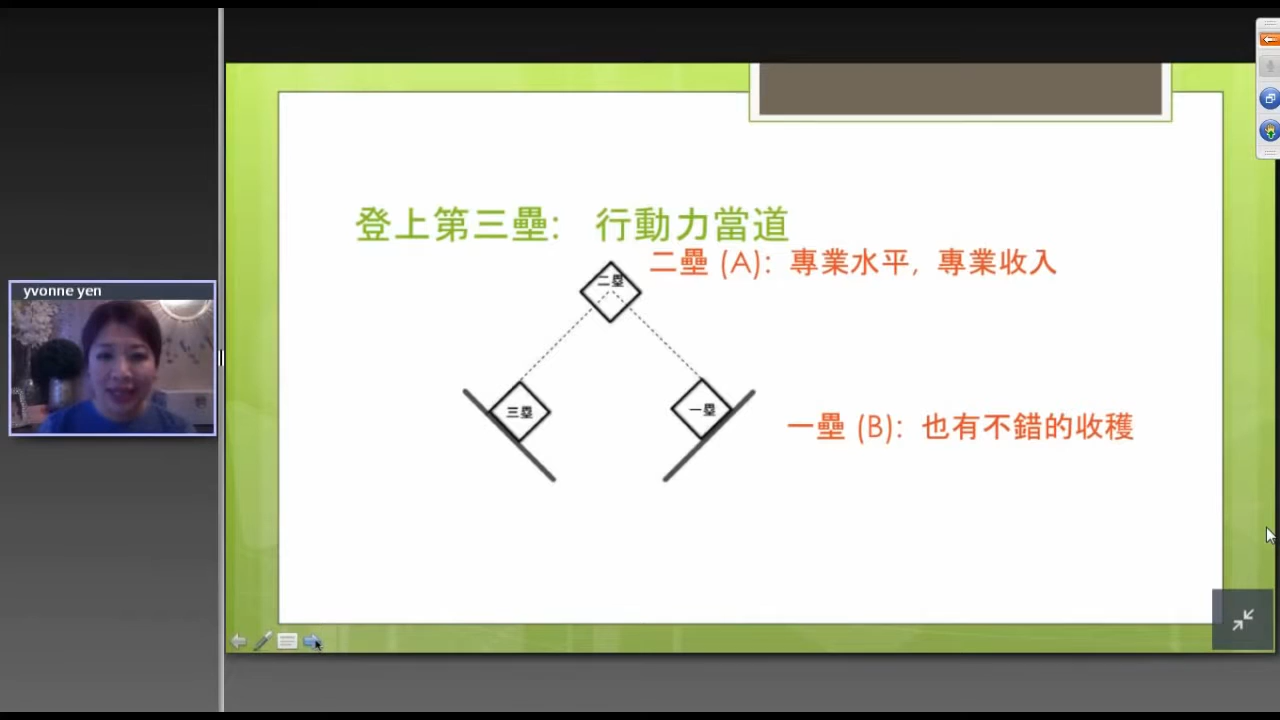 yvonne yen
登上第三壘: 行動力當道
二壘 (A): 專業水平, 專業收入
二壘
三壘
一壘
一壘 (B): 也有不錯的收穫